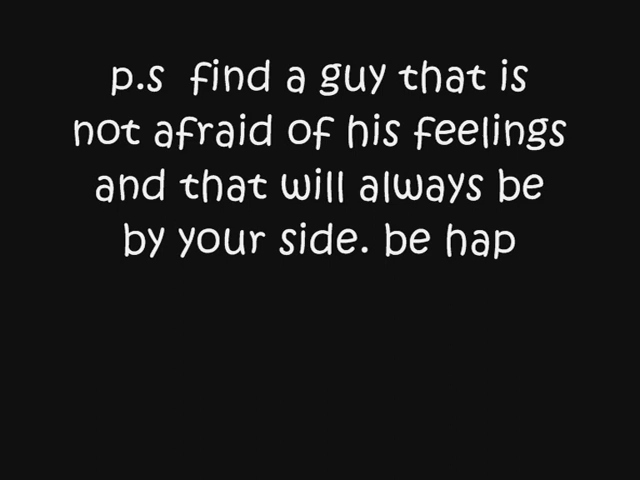 p.s  find a guy that is
not afraid of his feelings
and that will always be
by your side. be hap